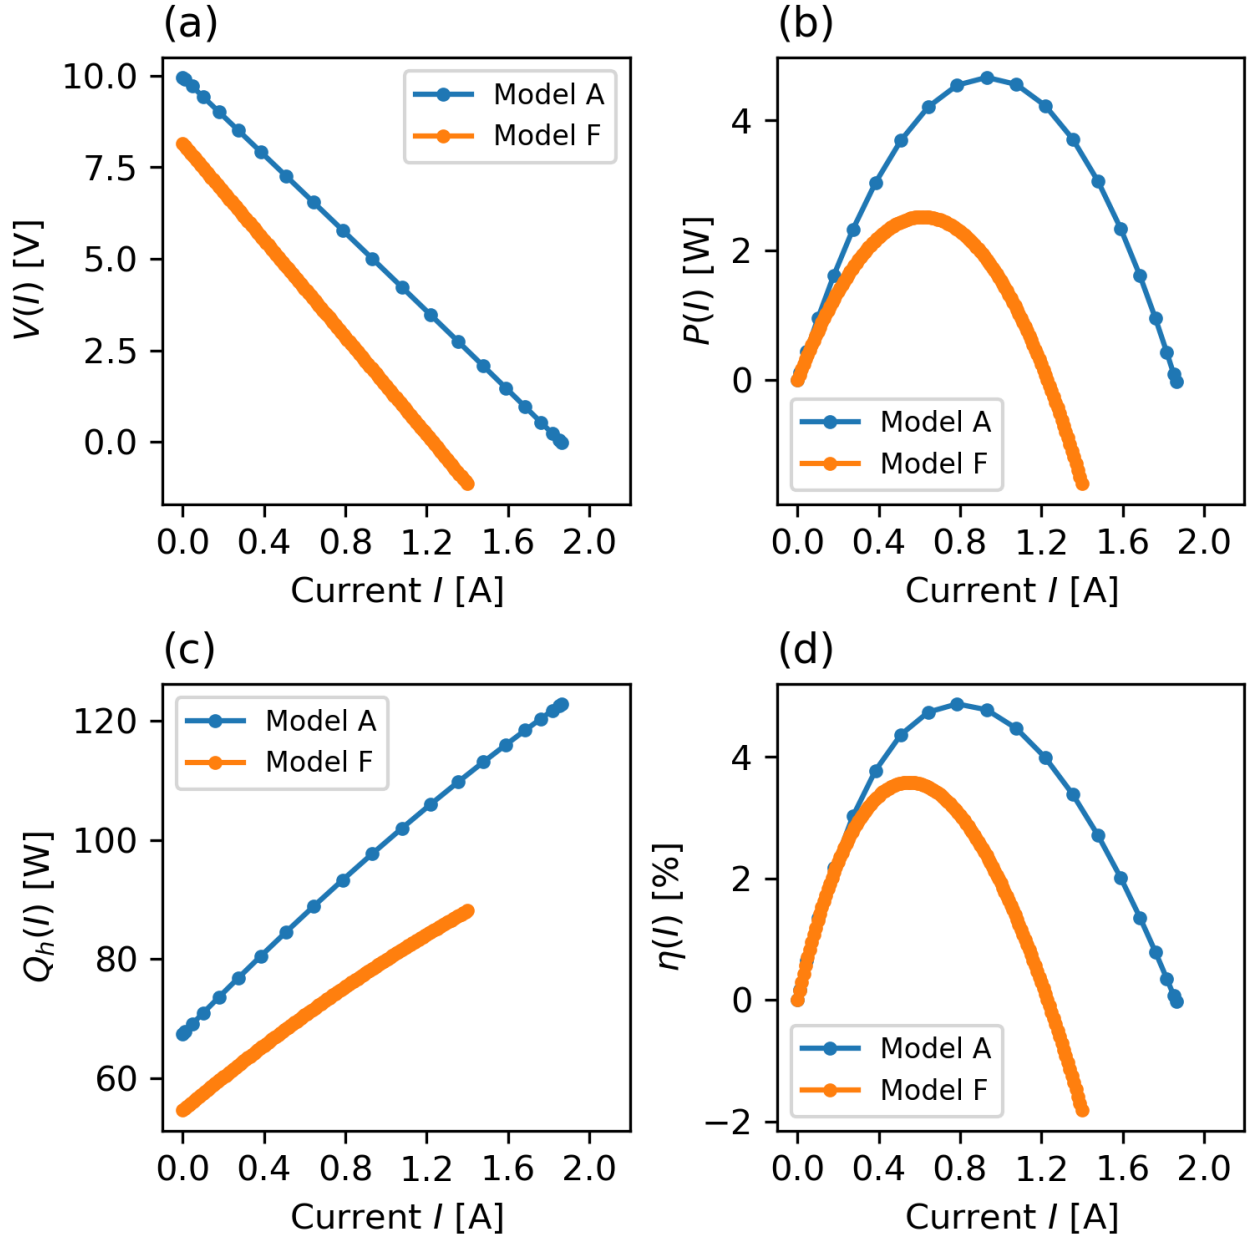 (a)
10.0
7.5
5.0
2.5
0.0
V(I) [V]
Model A
Model F
0.0 0.4 0.8 1.2 1.6 2.0
Current I [A]
(b)
4
2
0
P(I) [W]
Model A
Model F
0.0 0.4 0.8 1.2 1.6 2.0
Current I [A]
(c)
120
100
80
60
Qh(I) [W]
Model A
Model F
0.0 0.4 0.8 1.2 1.6 2.0
Current I [A]
(d)
4
2
0
−2
η(I) [%]
Model A
Model F
0.0 0.4 0.8 1.2 1.6 2.0
Current I [A]